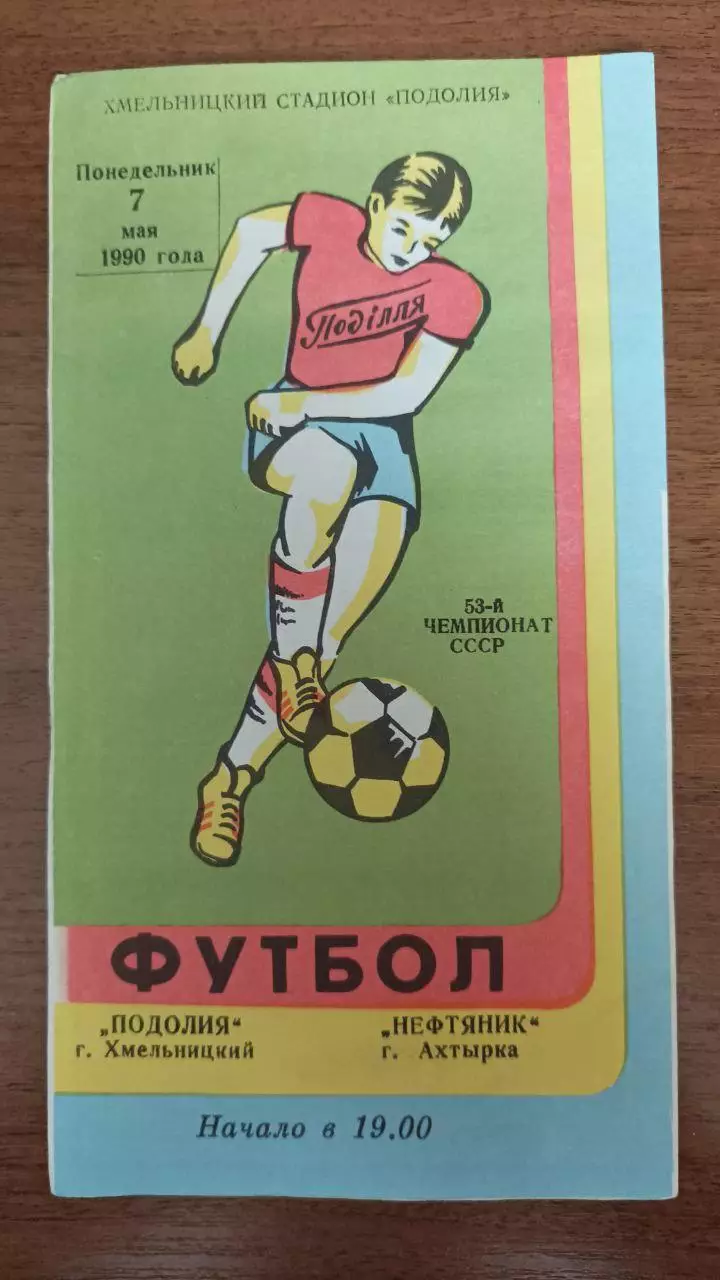 ХМЕЛЬНИЦКИЙ СТАДИОН «ПОДОЛИЯ»
Понедельник
7
мая
1990 года
Поділля
53-й
ЧЕМПИОНАТ
СССР
ФУТБОЛ
„ПОДОЛИЯ“ „НЕФТЯНИК“
г. Хмельницкий г. Ахтырка
Начало в 19.00